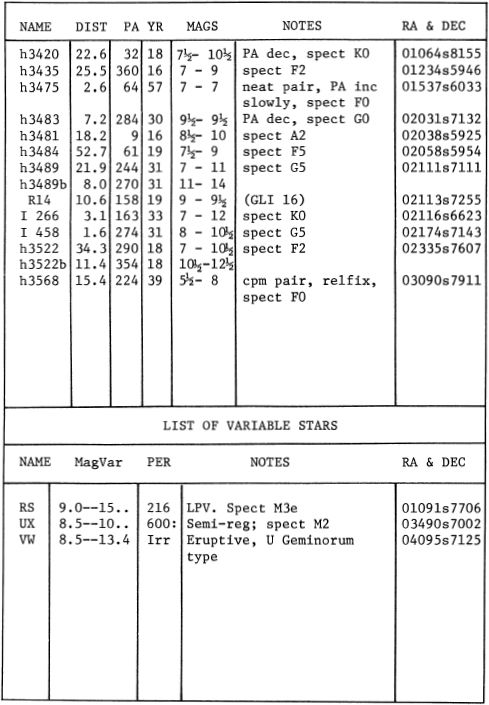 NAME DIST PA YR MAGS NOTES RA & DEC
h3420 22.6 32 18 7½- 10½ PA dec, spect K0 01064s8155
h3435 25.5 360 16 7 - 9 spect F2 01234s5946
h3475 2.6 64 57 7 - 7 neat pair, PA inc 01537s6033
slowly, spect F0
h3483 7.2 284 30 9½- 9½ PA dec, spect G0 02031s7132
h3481 18.2 9 16 8½- 10 spect A2 02038s5925
h3484 52.7 61 19 7½- 9 spect F5 02058s5954
h3489 21.9 244 31 7 - 11 spect G5 02111s7111
h3489b 8.0 270 31 11- 14
R14 10.6 158 19 9 - 9½ (GLI 16) 02113s7255
I 266 3.1 163 33 7 - 12 spect K0 02116s6623
I 458 1.6 274 31 8 - 10½ spect G5 02174s7143
h3522 34.3 290 18 7 - 10½ spect F2 02335s7607
h3522b 11.4 354 18 10½-12½
h3568 15.4 224 39 5½- 8 cpm pair, relfix, 03090s7911
spect F0
LIST OF VARIABLE STARS
NAME MagVar PER NOTES RA & DEC
RS 9.0--15.. 216 LPV. Spect M3e 01091s7706
UX 8.5--10.. 600: Semi-reg; spect M2 03490s7002
VW 8.5--13.4 Irr Eruptive, U Geminorum 04095s7125
type